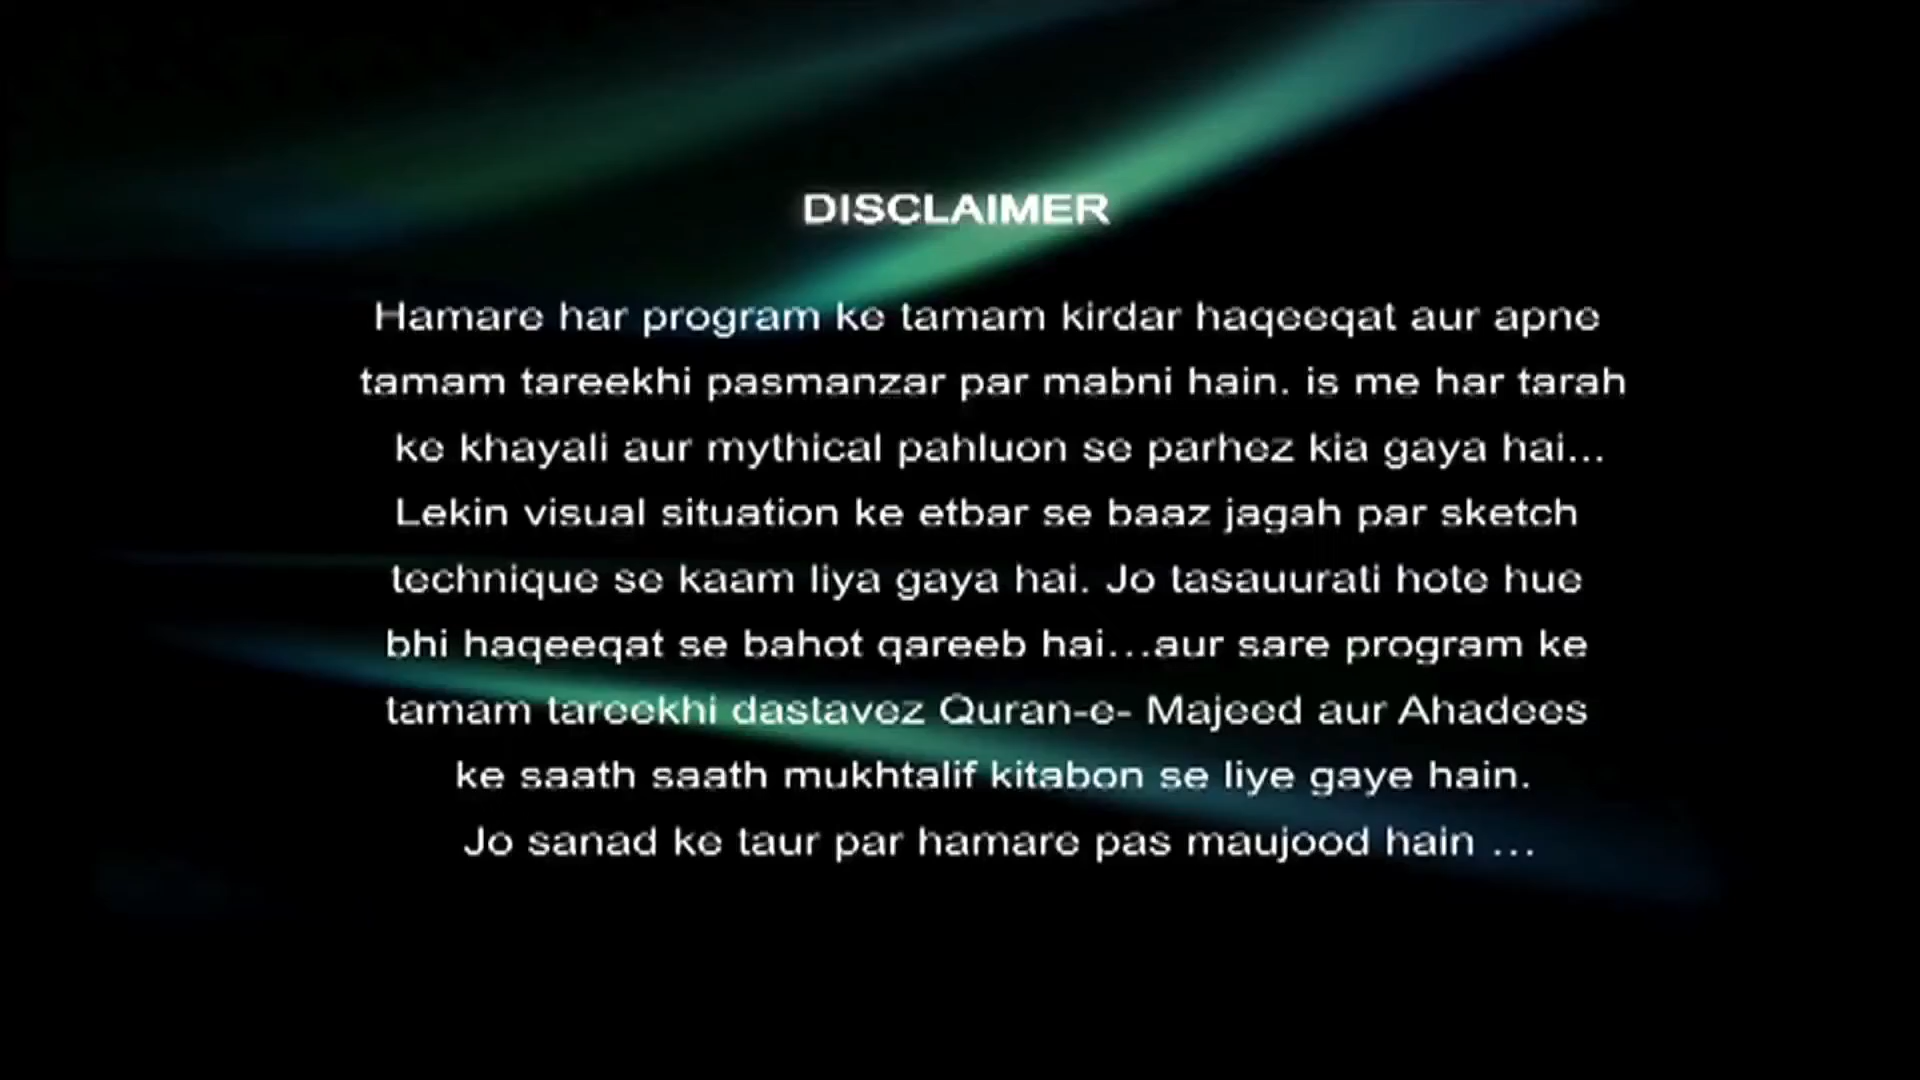 DISCLAIMER
Hamare har program ke tamam kirdar haqeeqat aur apne
tamam tareekhi pasmanzar par mabni hain. is me har tarah
ke khayali aur mythical pahluon se parhez kia gaya hai...
Lekin visual situation ke etbar se baaz jagah par sketch
technique se kaam liya gaya hai. Jo tasauurati hote hue
bhi haqeeqat se bahot qareeb hai...aur sare program ke
tamam tareekhi dastavez Quran-e- Majeed aur Ahadees
ke saath saath mukhtalif kitabon se liye gaye hain.
Jo sanad ke taur par hamare pas maujood hain ...